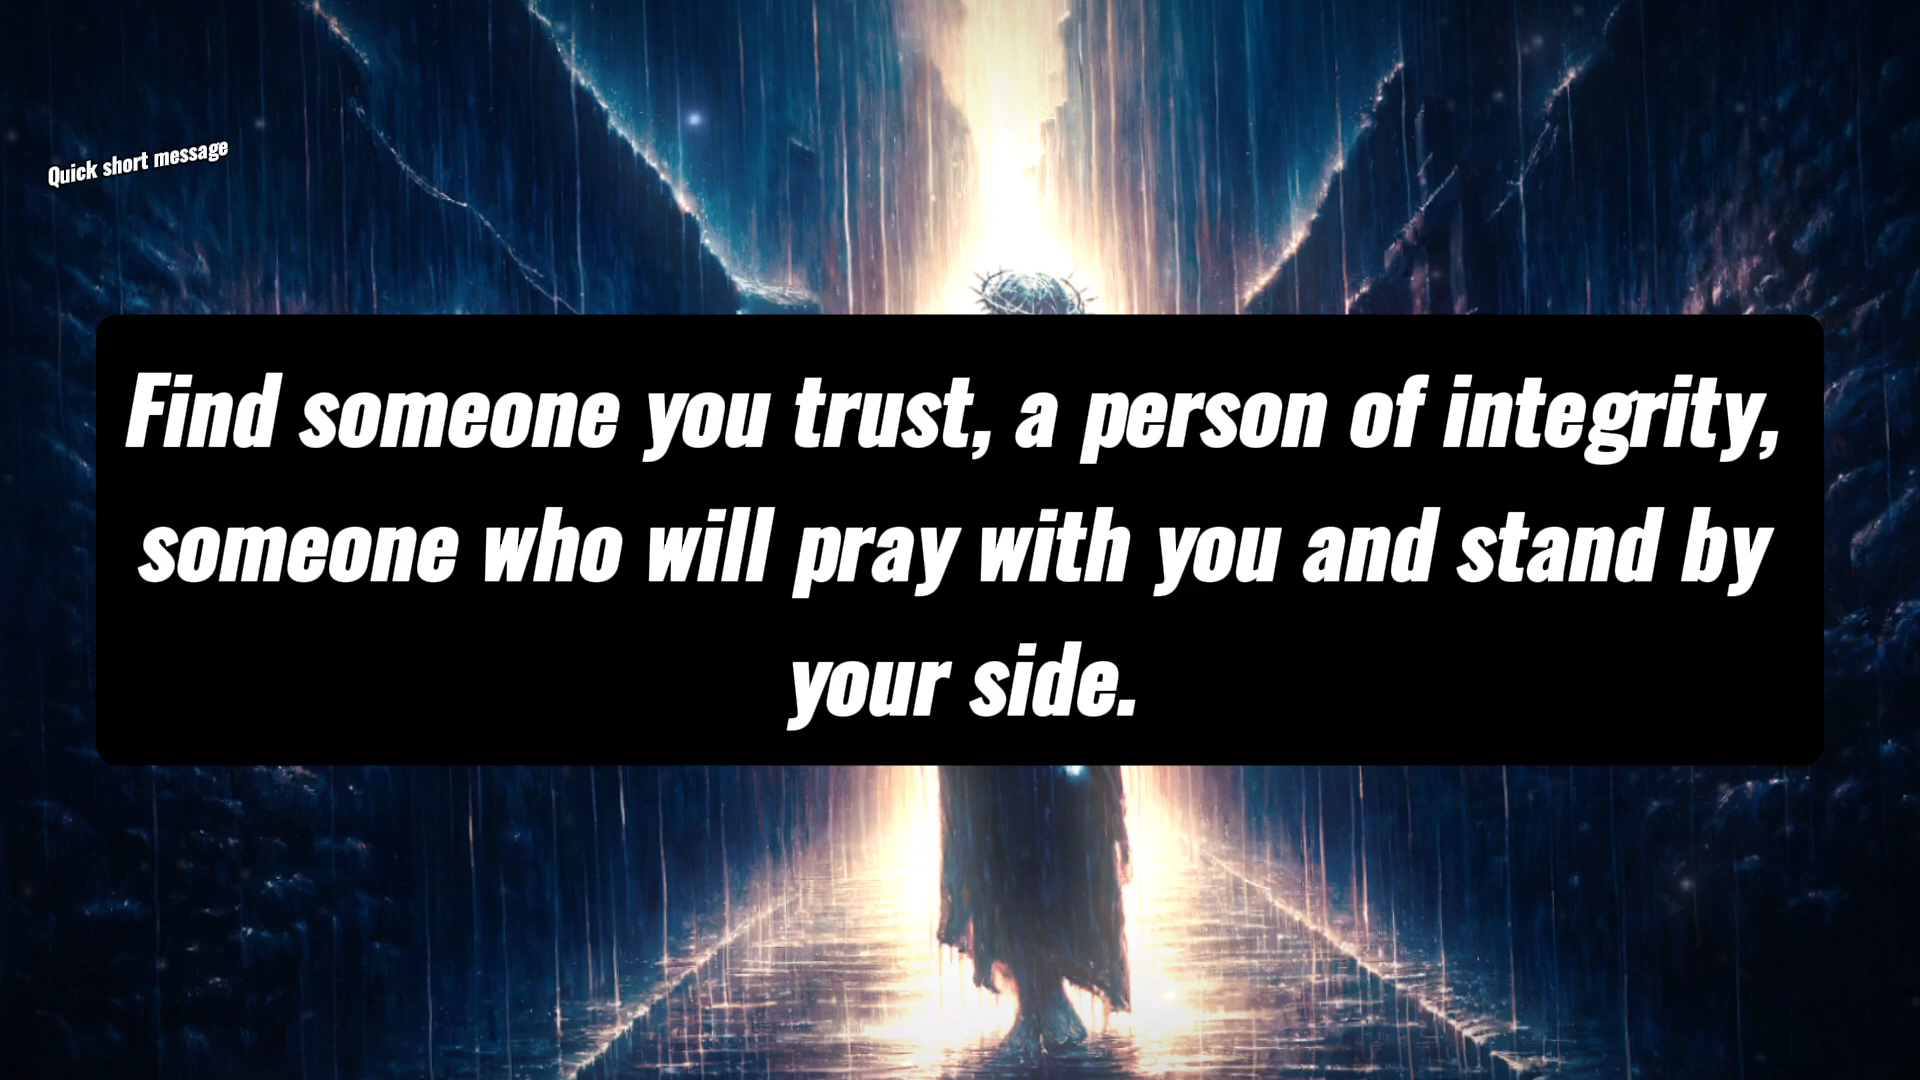 Quick short message
Find someone you trust, a person of integrity,
someone who will pray with you and stand by
your side.